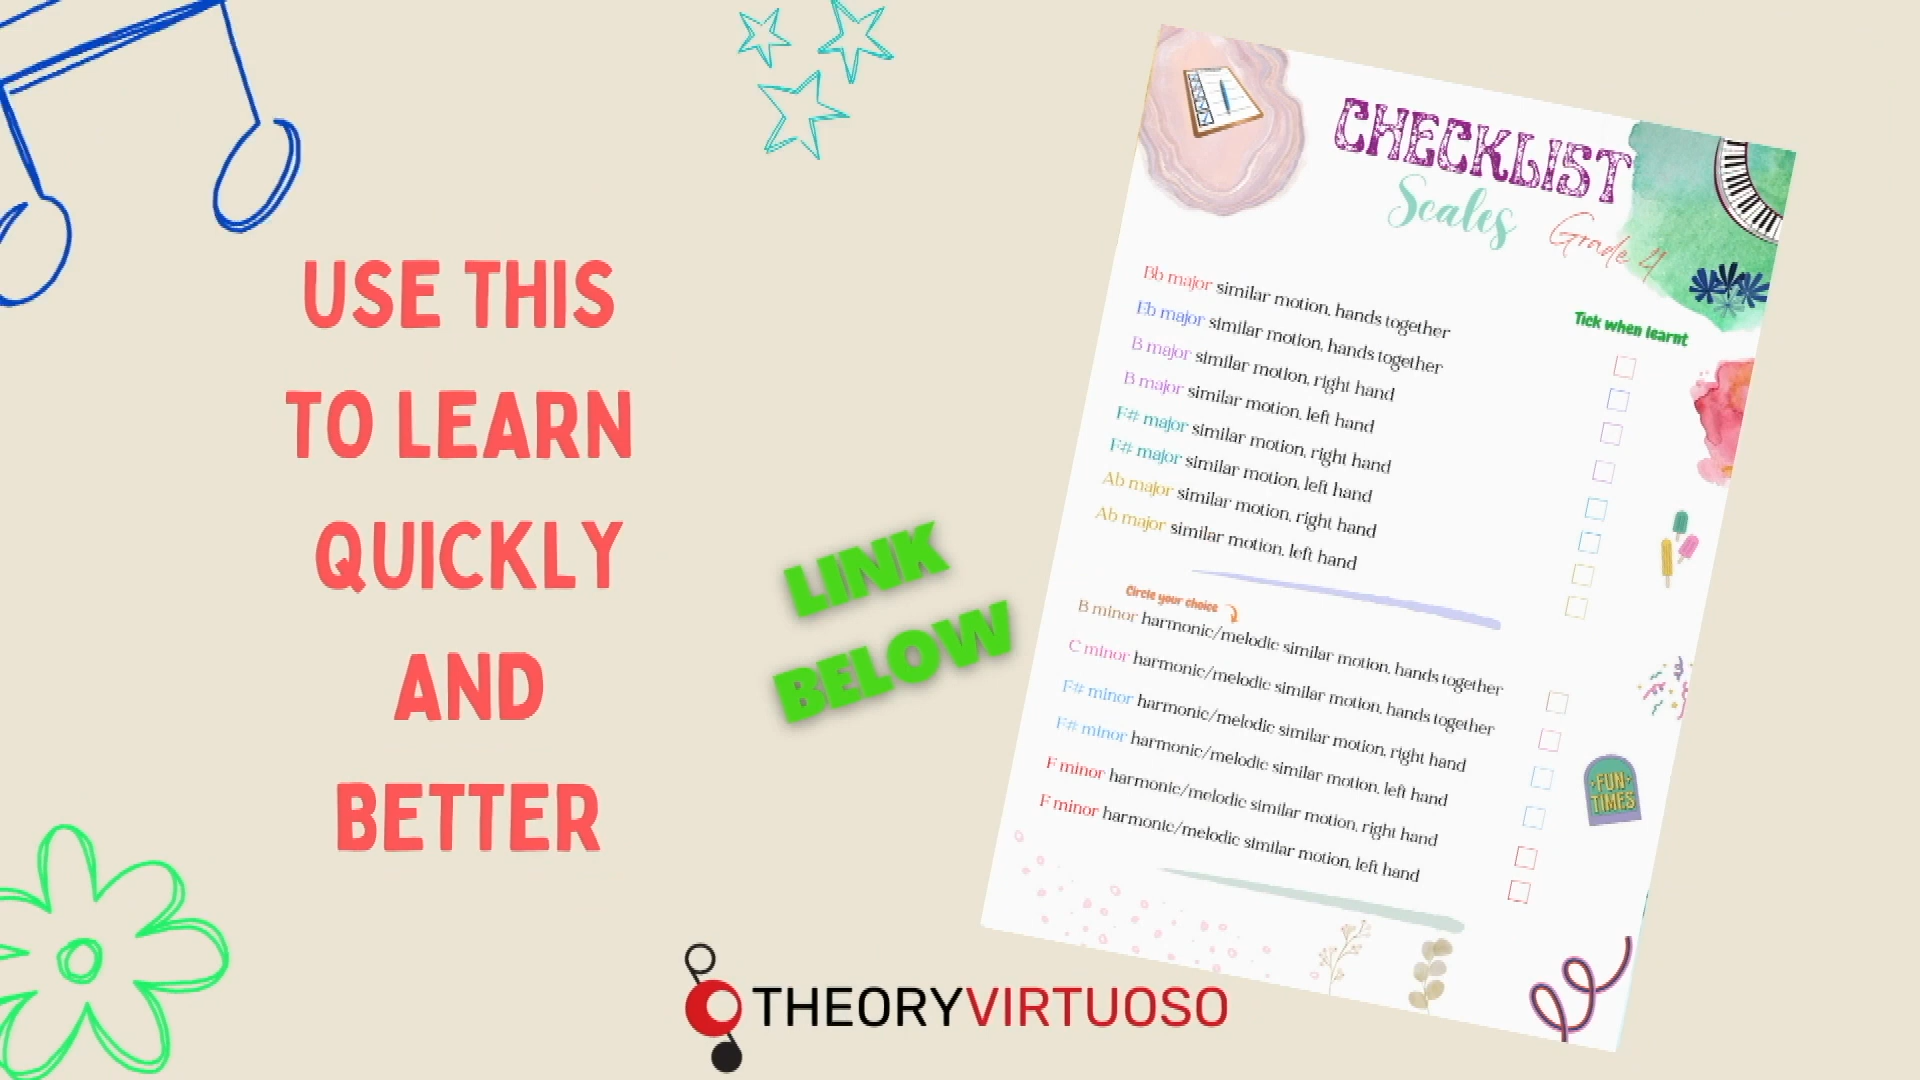 USE THIS
TO LEARN
QUICKLY
AND
BETTER
LINK
BELOW
CHECKLIST
Scales Grade 4
Tick when learnt
Bb major similar motion, hands together
Eb major similar motion, hands together
B major similar motion, right hand
B major similar motion, left hand
F# major similar motion, right hand
F# major similar motion, left hand
Ab major similar motion, right hand
Ab major similar motion, left hand
Circle your choice
B minor harmonic/melodic similar motion, hands together
C minor harmonic/melodic similar motion, hands together
F# minor harmonic/melodic similar motion, right hand
F# minor harmonic/melodic similar motion, left hand
F minor harmonic/melodic similar motion, right hand
F minor harmonic/melodic similar motion, left hand
FUN
TIMES
THEORYVIRTUOSO